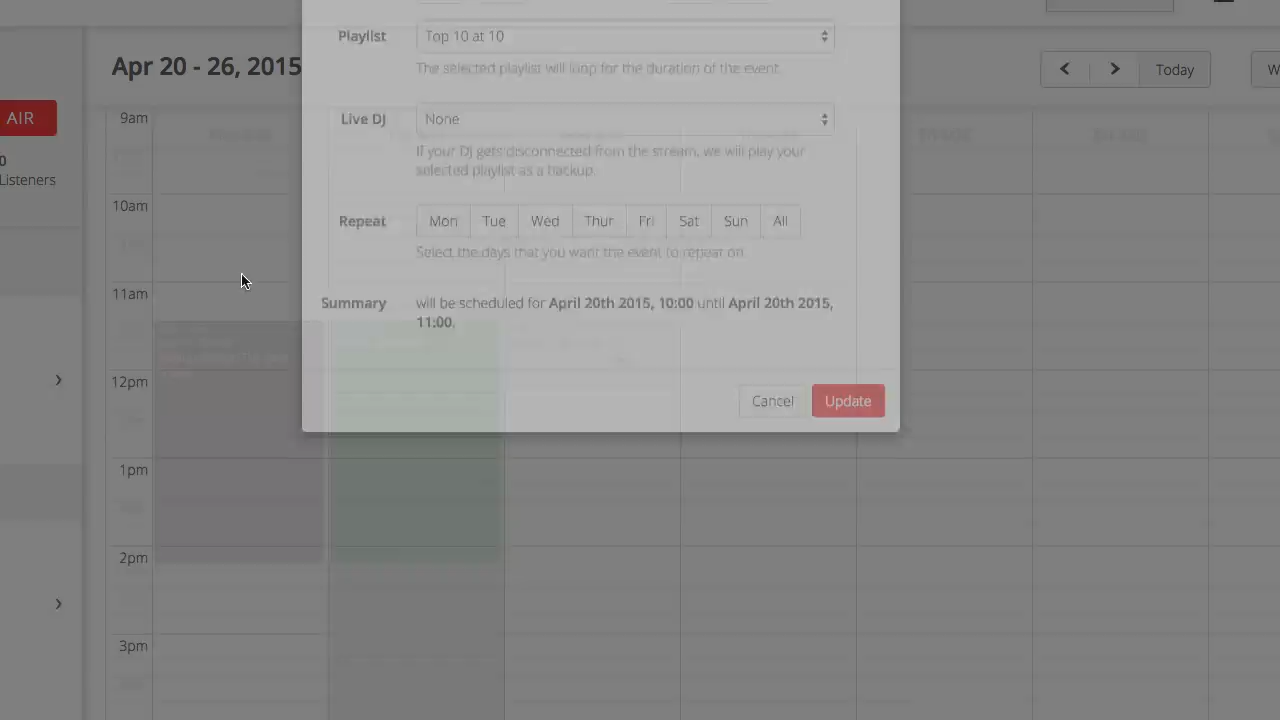 Playlist
Top 10 at 10
The selected playlist will loop for the duration of the event.
Apr 20 - 26, 2015
Today
W
AIR
9am
Live DJ
None
If your DJ gets disconnected from the stream, we will play your
selected playlist as a backup.
0
Listeners
10am
Repeat
Mon Tue Wed Thur Fri Sat Sun All
Select the days that you want the event to repeat on.
11am
Summary
will be scheduled for April 20th 2015, 10:00 until April 20th 2015,
11:00.
12pm
Cancel Update
1pm
2pm
3pm